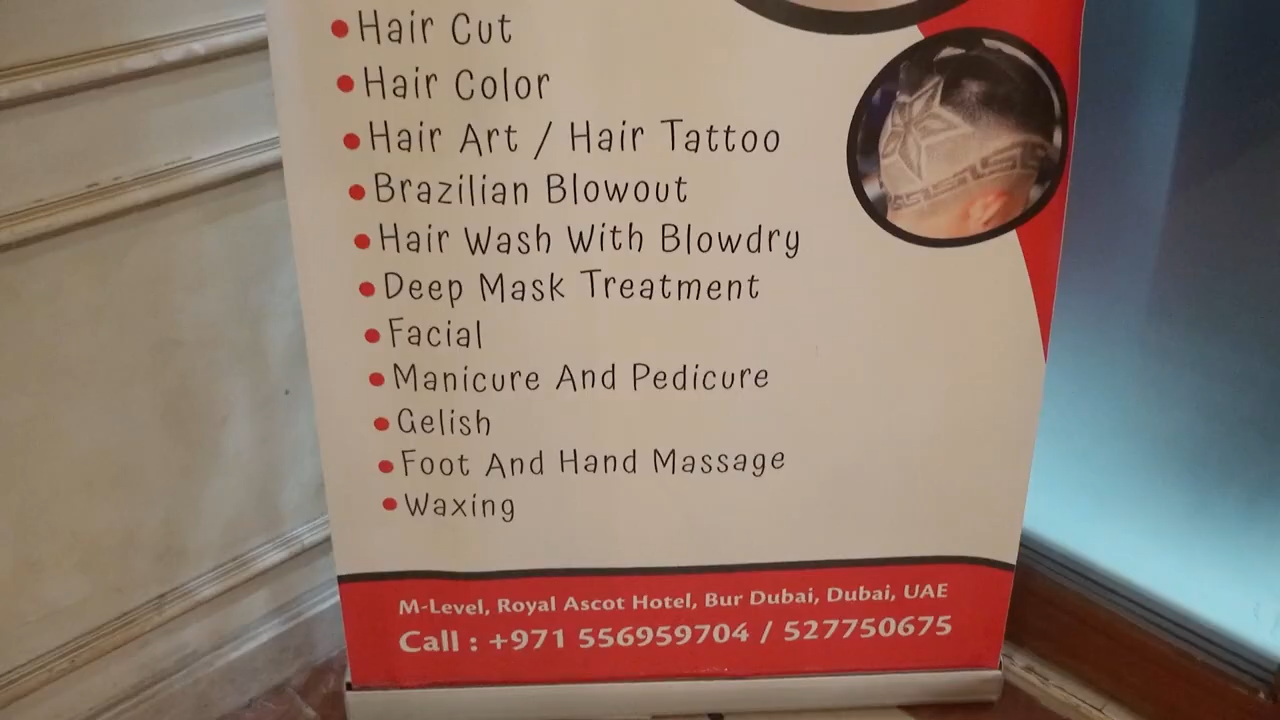 Hair Cut
Hair Color
Hair Art / Hair Tattoo
Brazilian Blowout
Hair Wash With Blowdry
Deep Mask Treatment
Facial
Manicure And Pedicure
Gelish
Foot And Hand Massage
Waxing
M-Level, Royal Ascot Hotel, Bur Dubai, Dubai, UAE
Call : +971 556959704 / 527750675